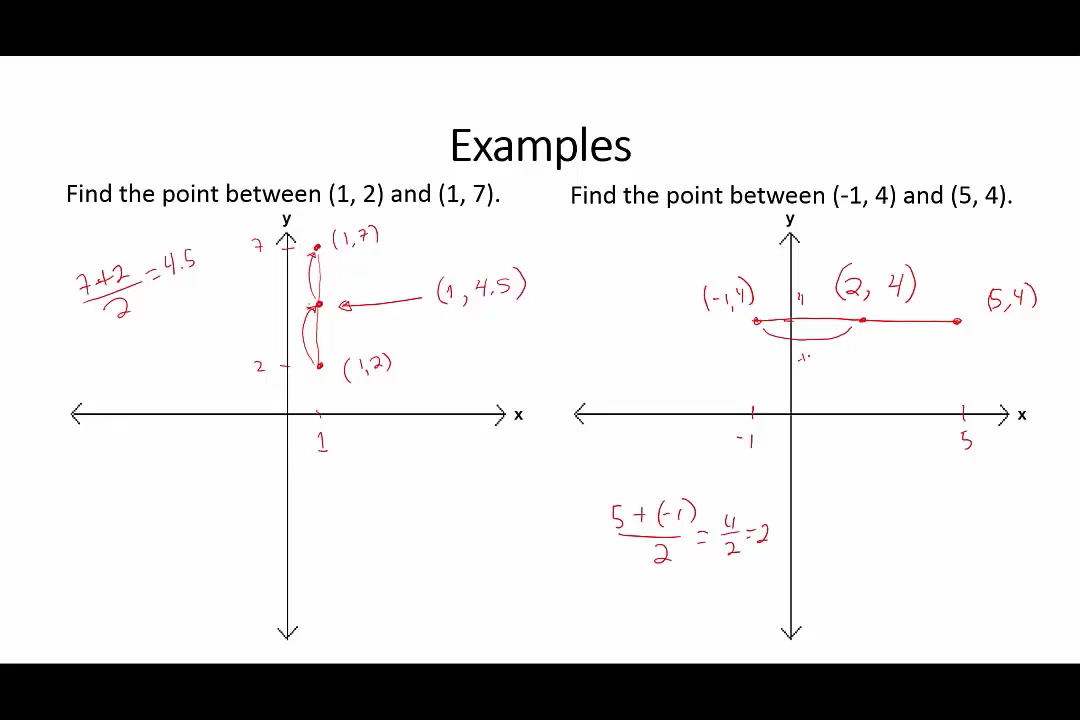 Examples
Find the point between (1, 2) and (1, 7).
y
7
(1,7)
7+2/2 = 4.5
(1, 4.5)
2
(1,2)
x
1
Find the point between (-1, 4) and (5, 4).
y
(-1,4)
4
(2, 4)
(5,4)
x
-1
5
5 + (-1)/2 = 4/2 = 2